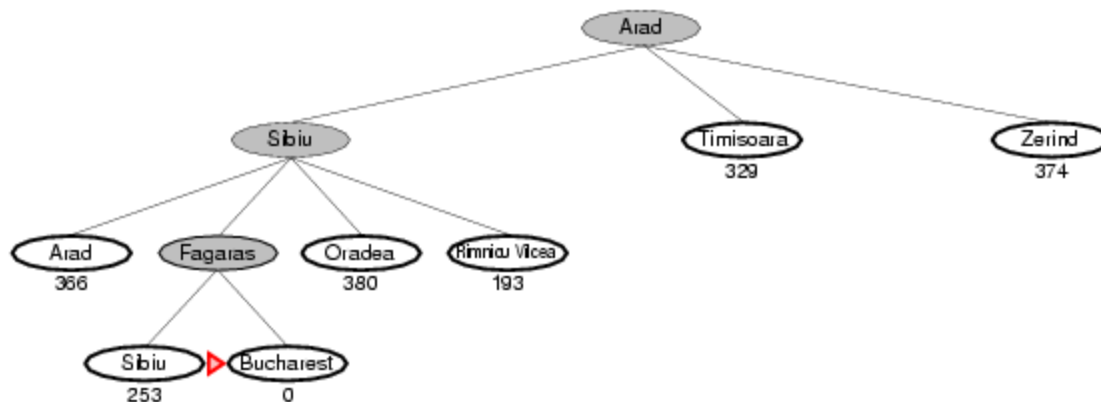 Arad
Sibiu
Timisoara
Zerind
329
374
Arad
Fagaras
Oradea
Rimnicu Vilcea
366
380
193
Sibiu
Bucharest
253
0